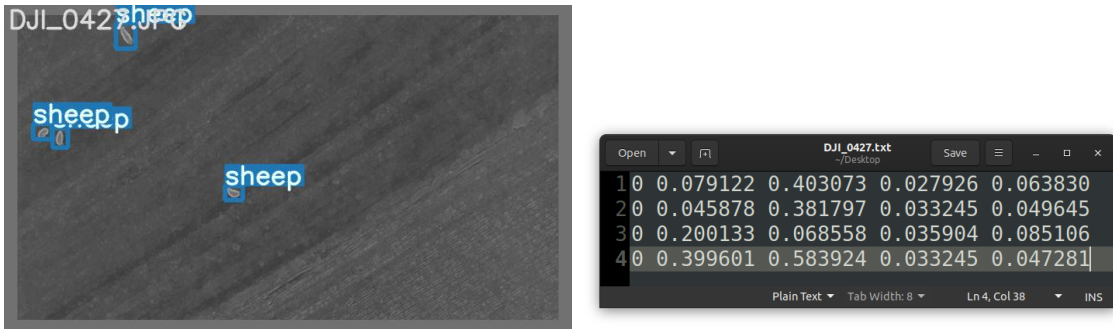 DJI_0427.JPG
sheep
sheep
sheep
sheep
Open
DJI_0427.txt
~/Desktop
Save
1 0 0.079122 0.403073 0.027926 0.063830
2 0 0.045878 0.381797 0.033245 0.049645
3 0 0.200133 0.068558 0.035904 0.085106
4 0 0.399601 0.583924 0.033245 0.047281
Plain Text Tab Width: 8 Ln 4, Col 38 INS